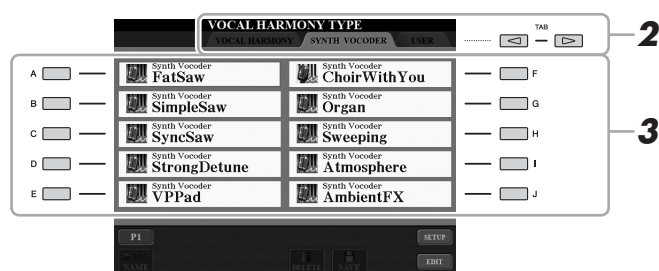 VOCAL HARMONY TYPE
VOCAL HARMONY SYNTH VOCODER USER
TAB
2
A
Synth Vocoder
FatSaw
Synth Vocoder
ChoirWithYou
F
B
Synth Vocoder
SimpleSaw
Synth Vocoder
Organ
G
C
Synth Vocoder
SyncSaw
Synth Vocoder
Sweeping
H
3
D
Synth Vocoder
StrongDetune
Synth Vocoder
Atmosphere
I
E
Synth Vocoder
VPPad
Synth Vocoder
AmbientFX
J
P1
SETUP
NAME
DELETE
SAVE
EDIT